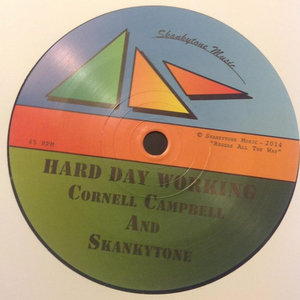 Skankytone Music
45 RPM
© Skankytone Music - 2014
"Reggae All The Way"
Hard Day Working
Cornell Campbell
And
Skankytone